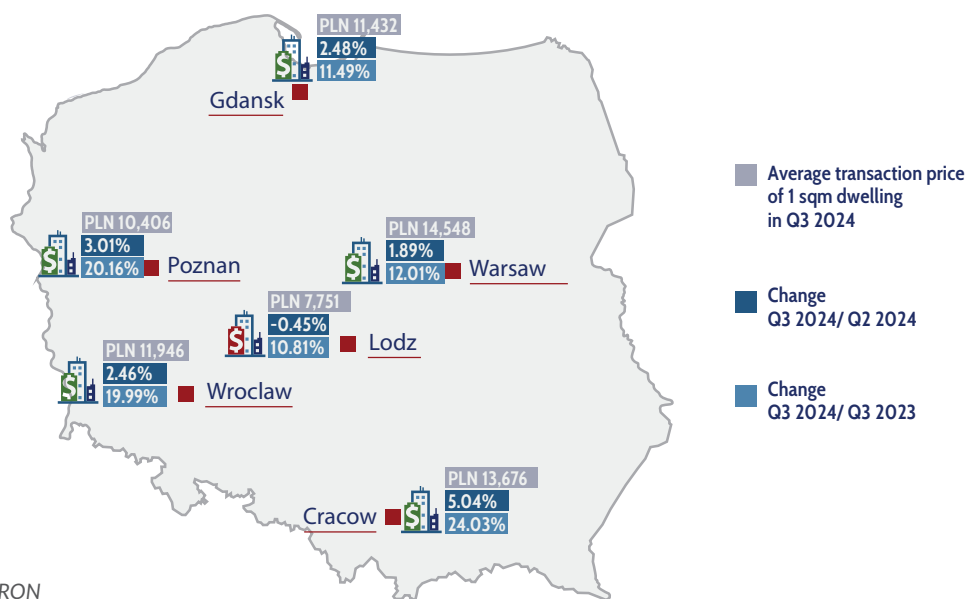 PLN 11,432
2.48%
11.49%
Gdansk
PLN 10,406
3.01%
20.16%
Poznan
PLN 14,548
1.89%
12.01%
Warsaw
PLN 7,751
-0.45%
10.81%
Lodz
PLN 11,946
2.46%
19.99%
Wroclaw
PLN 13,676
5.04%
24.03%
Cracow
Average transaction price
of 1 sqm dwelling
in Q3 2024
Change
Q3 2024/ Q2 2024
Change
Q3 2024/ Q3 2023
RON